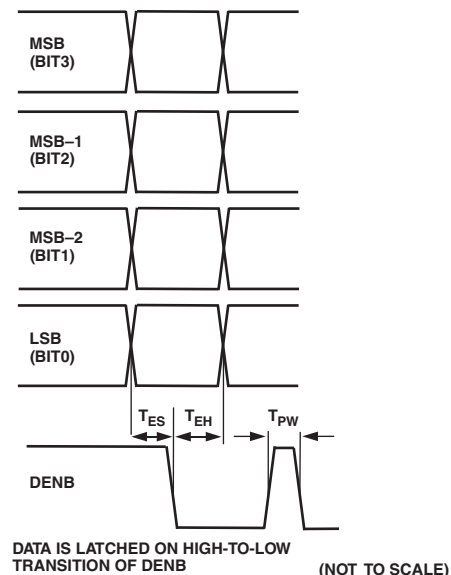 MSB
(BIT3)
MSB–1
(BIT2)
MSB–2
(BIT1)
LSB
(BIT0)
TES TEH TPW
DENB
DATA IS LATCHED ON HIGH-TO-LOW
TRANSITION OF DENB
(NOT TO SCALE)